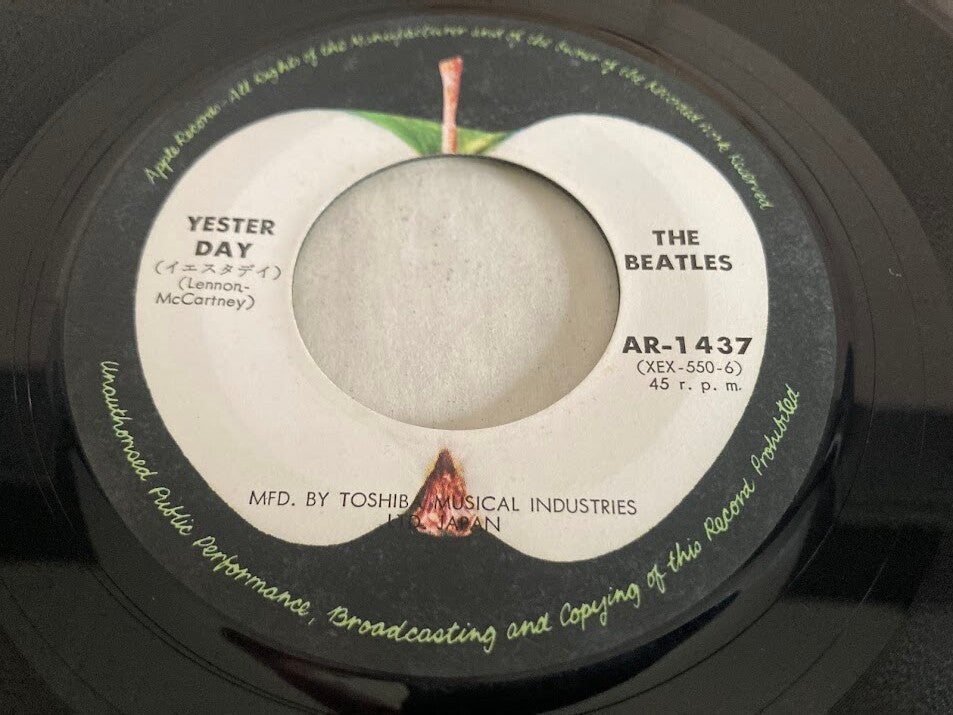 Apple Records-All Rights of the Manufacturer and of the Owner of the Recorded Work Reserved
YESTER
DAY
(イエスタデイ)
(Lennon-
McCartney)
THE
BEATLES
AR-1437
(XEX-550-6)
45 r. p. m.
MFD. BY TOSHIBA MUSICAL INDUSTRIES
LTD. JAPAN
Unauthorised Public Performance, Broadcasting and Copying of this Record Prohibited